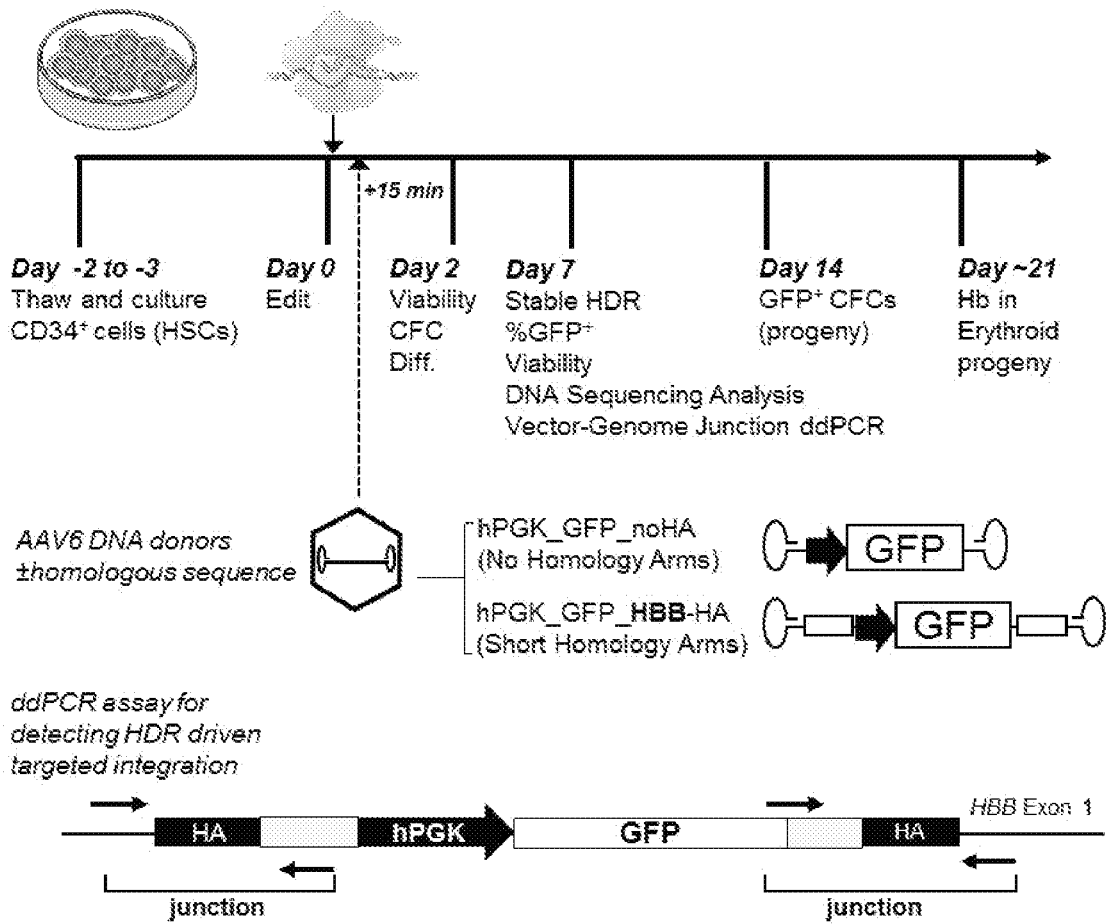 +15 min
Day -2 to -3
Thaw and culture
CD34+ cells (HSCs)
Day 0
Edit
Day 2
Viability
CFC
Diff.
Day 7
Stable HDR
%GFP+
Viability
DNA Sequencing Analysis
Vector-Genome Junction ddPCR
Day 14
GFP+ CFCs
(progeny)
Day ~21
Hb in
Erythroid
progeny
AAV6 DNA donors
±homologous sequence
hPGK_GFP_noHA
(No Homology Arms)
GFP
hPGK_GFP_HBB-HA
(Short Homology Arms)
GFP
ddPCR assay for
detecting HDR driven
targeted integration
HBB Exon 1
HA hPGK GFP HA
junction junction